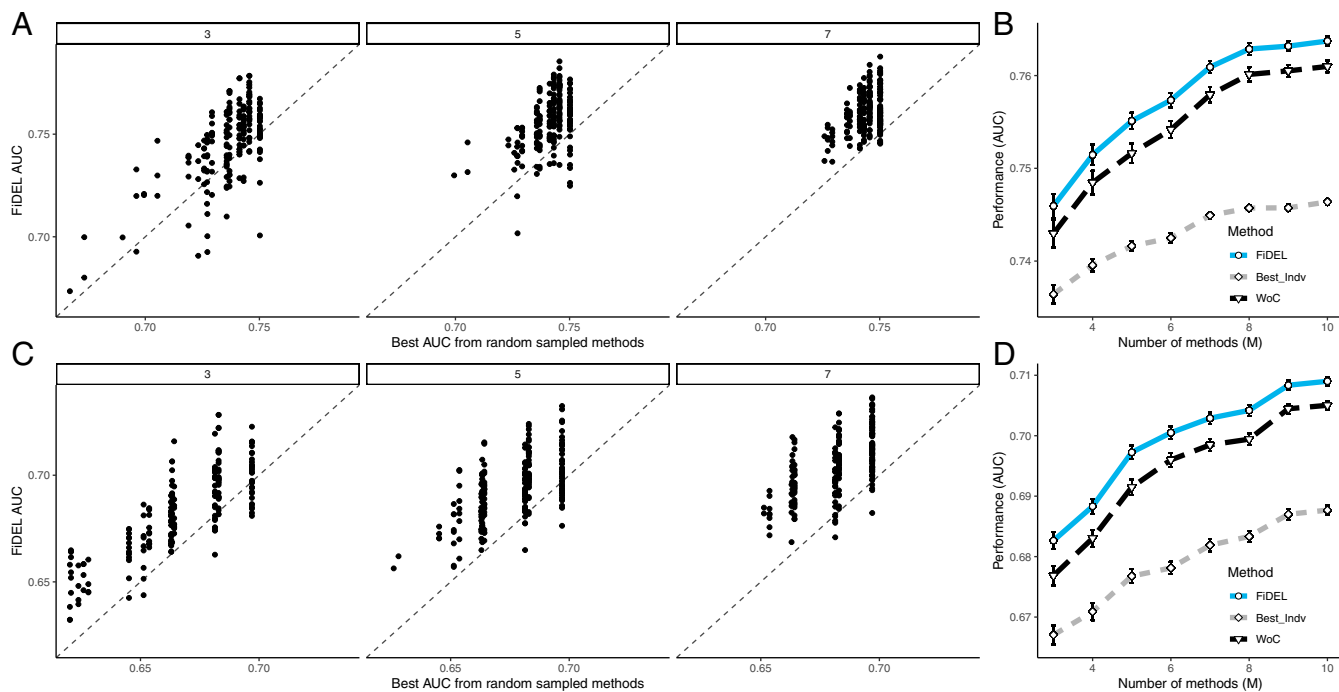 A
3
5
7
FiDEL AUC
0.75
0.70
0.70
0.75
0.70
0.75
0.70
0.75
Best AUC from random sampled methods
B
Performance (AUC)
0.76
0.75
0.74
Method
FiDEL
Best_Indv
WoC
4
6
8
10
Number of methods (M)
C
3
5
7
FiDEL AUC
0.70
0.65
0.65
0.70
0.65
0.70
0.65
0.70
Best AUC from random sampled methods
D
Performance (AUC)
0.71
0.70
0.69
0.68
0.67
Method
FiDEL
Best_Indv
WoC
4
6
8
10
Number of methods (M)